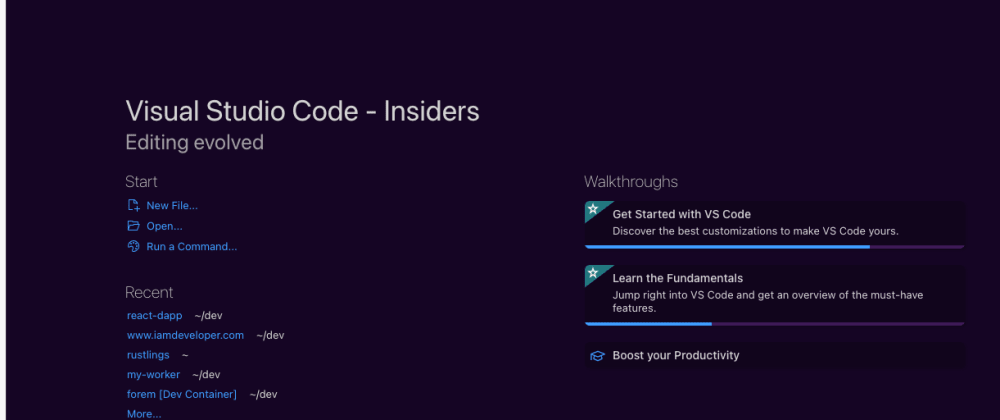 Visual Studio Code - Insiders
Editing evolved
Start
New File...
Open...
Run a Command...
Recent
react-dapp ~/dev
www.iamdeveloper.com ~/dev
rustlings ~
my-worker ~/dev
forem [Dev Container] ~/dev
More...
Walkthroughs
Get Started with VS Code
Discover the best customizations to make VS Code yours.
Learn the Fundamentals
Jump right into VS Code and get an overview of the must-have
features.
Boost your Productivity